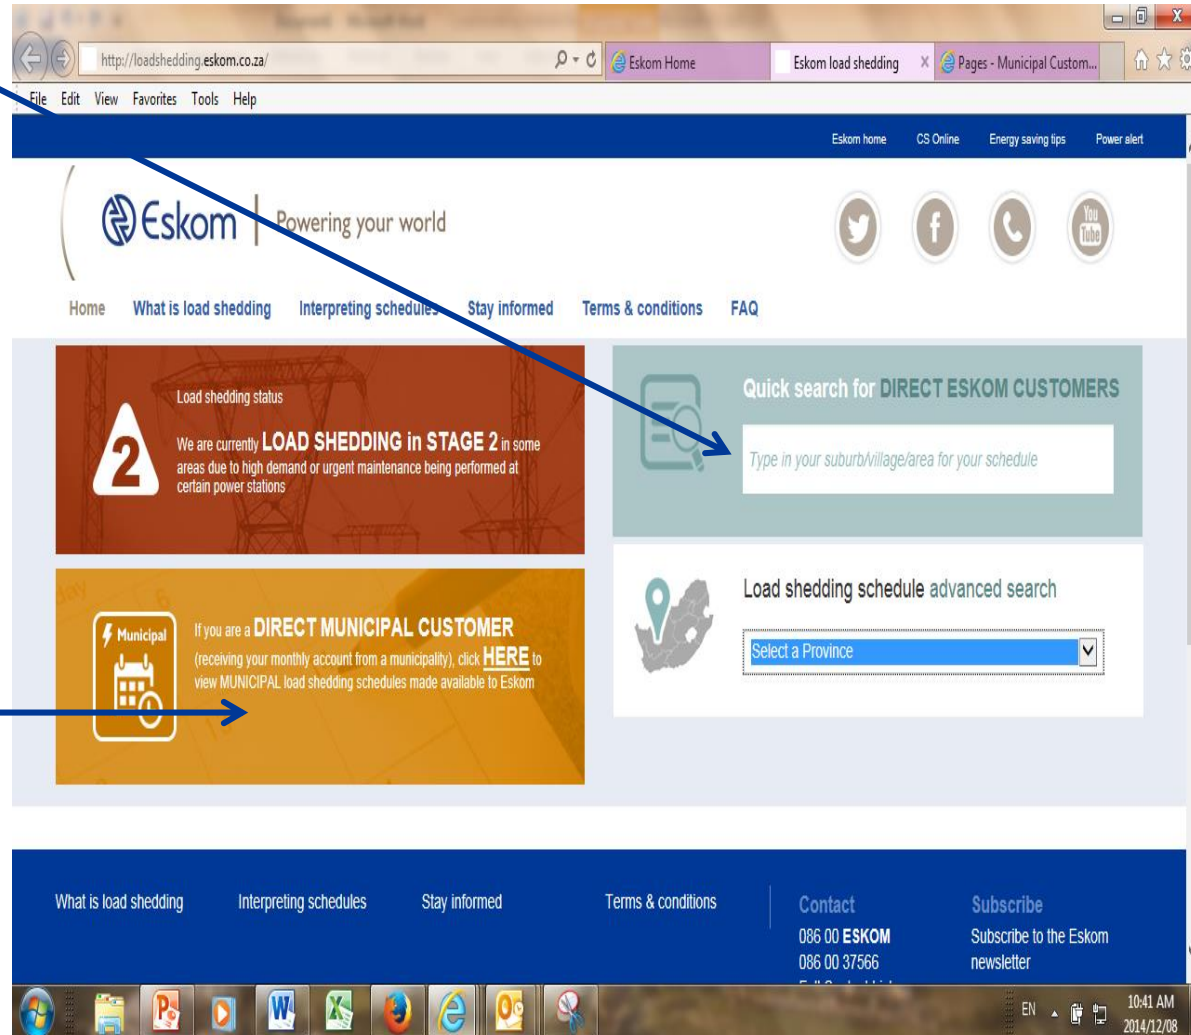 http://loadshedding.eskom.co.za/
Eskom Home
Eskom load shedding
Pages - Municipal Custom...
File Edit View Favorites Tools Help
Eskom home CS Online Energy saving tips Power alert
Eskom Powering your world
You
Tube
Home What is load shedding Interpreting schedules Stay informed Terms & conditions FAQ
2
Load shedding status
We are currently LOAD SHEDDING in STAGE 2 in some
areas due to high demand or urgent maintenance being performed at
certain power stations
Quick search for DIRECT ESKOM CUSTOMERS
Type in your suburb/village/area for your schedule
Municipal
If you are a DIRECT MUNICIPAL CUSTOMER
(receiving your monthly account from a municipality), click HERE to
view MUNICIPAL load shedding schedules made available to Eskom
Load shedding schedule advanced search
Select a Province
What is load shedding Interpreting schedules Stay informed Terms & conditions
Contact
086 00 ESKOM
086 00 37566
Subscribe
Subscribe to the Eskom
newsletter
EN
10:41 AM
2014/12/08